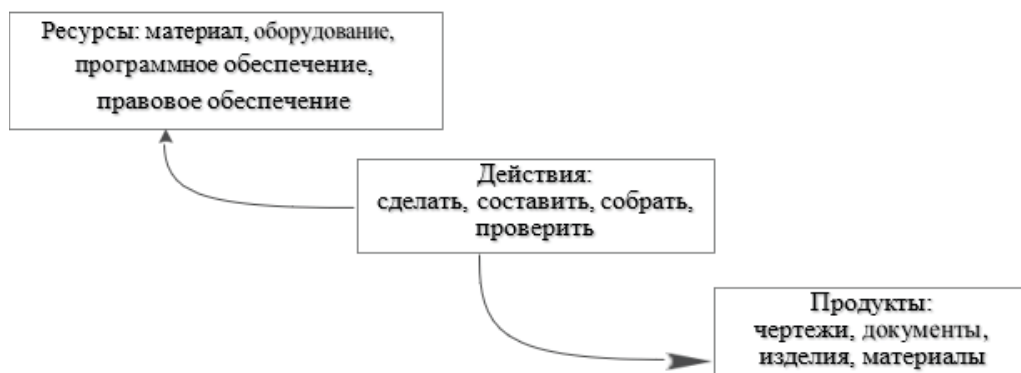 Ресурсы: материал, оборудование,
программное обеспечение,
правовое обеспечение
Действия:
сделать, составить, собрать,
проверить
Продукты:
чертежи, документы,
изделия, материалы